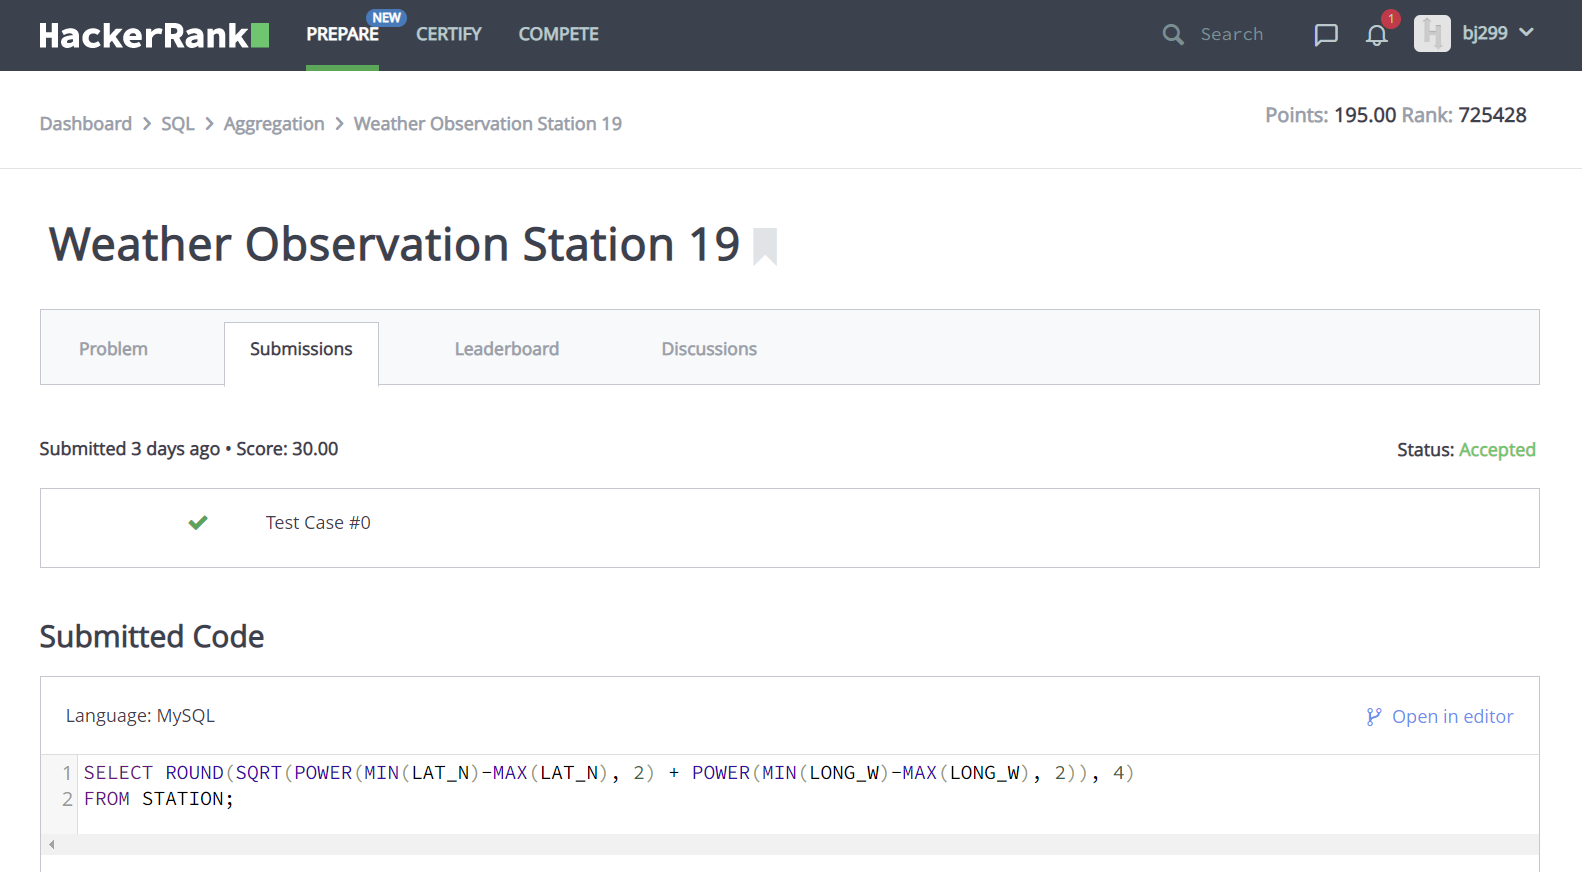 HackerRank PREPARE NEW CERTIFY COMPETE Search 1 H bj299
Dashboard > SQL > Aggregation > Weather Observation Station 19 Points: 195.00 Rank: 725428
Weather Observation Station 19
Problem Submissions Leaderboard Discussions
Submitted 3 days ago • Score: 30.00 Status: Accepted
Test Case #0
Submitted Code
Language: MySQL Open in editor
1 SELECT ROUND(SQRT(POWER(MIN(LAT_N)-MAX(LAT_N), 2) + POWER(MIN(LONG_W)-MAX(LONG_W), 2)), 4)
2 FROM STATION;